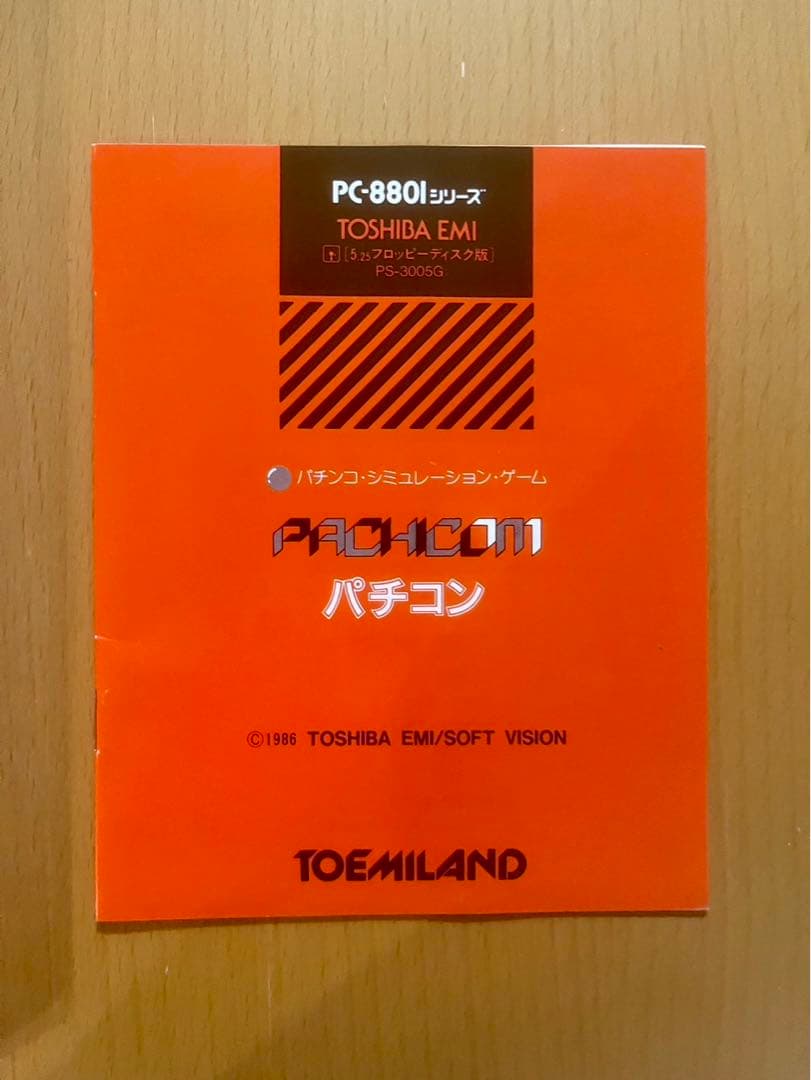 PC-8801シリーズ
TOSHIBA EMI
[5.25フロッピーディスク版]
PS-3005G
パチンコ・シミュレーション・ゲーム
PACHICOM
パチコン
©1986 TOSHIBA EMI/SOFT VISION
TOEMILAND